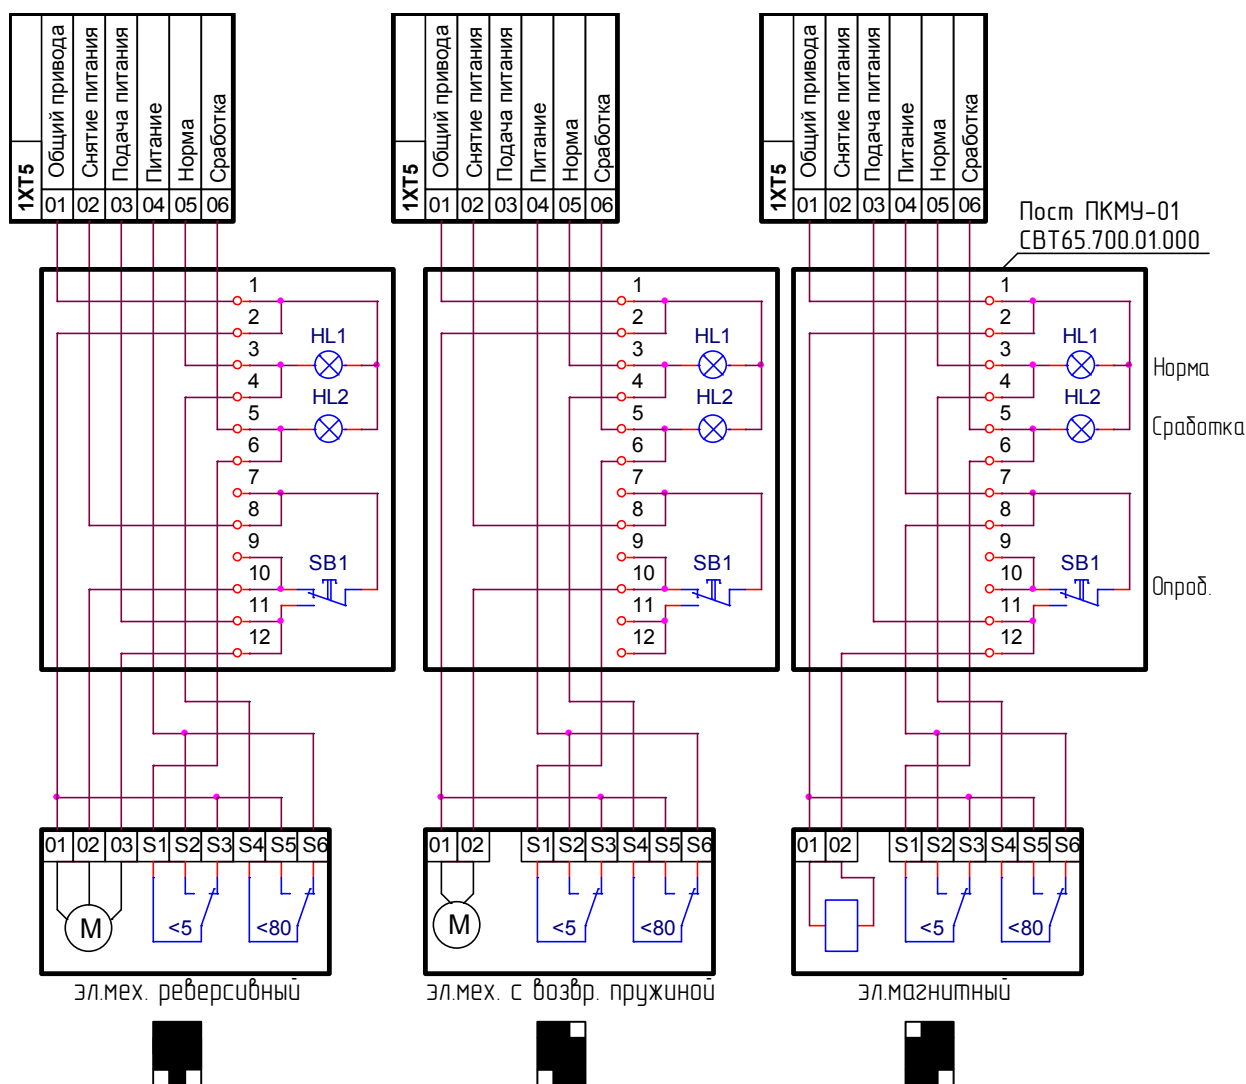 1XT5
Общий привода
Снятие питания
Подача питания
Питание
Норма
Сработка
01 02 03 04 05 06
1XT5
Общий привода
Снятие питания
Подача питания
Питание
Норма
Сработка
01 02 03 04 05 06
1XT5
Общий привода
Снятие питания
Подача питания
Питание
Норма
Сработка
01 02 03 04 05 06
Пост ПКМУ-01
СВТ65.700.01.000
1
2
3
HL1
4
HL2
5
6
7
8
9
SB1
10
11
12
1
2
3
HL1
4
HL2
5
6
7
8
9
SB1
10
11
12
1
2
3
HL1
4
HL2
5
6
7
8
9
SB1
10
11
12
Норма
Сработка
Опроб.
01 02 03 S1 S2 S3 S4 S5 S6
M
<5
<80
эл.мех. реверсивный
01 02 S1 S2 S3 S4 S5 S6
M
<5
<80
эл.мех. с возвр. пружиной
01 02 S1 S2 S3 S4 S5 S6
<5
<80
эл.магнитный